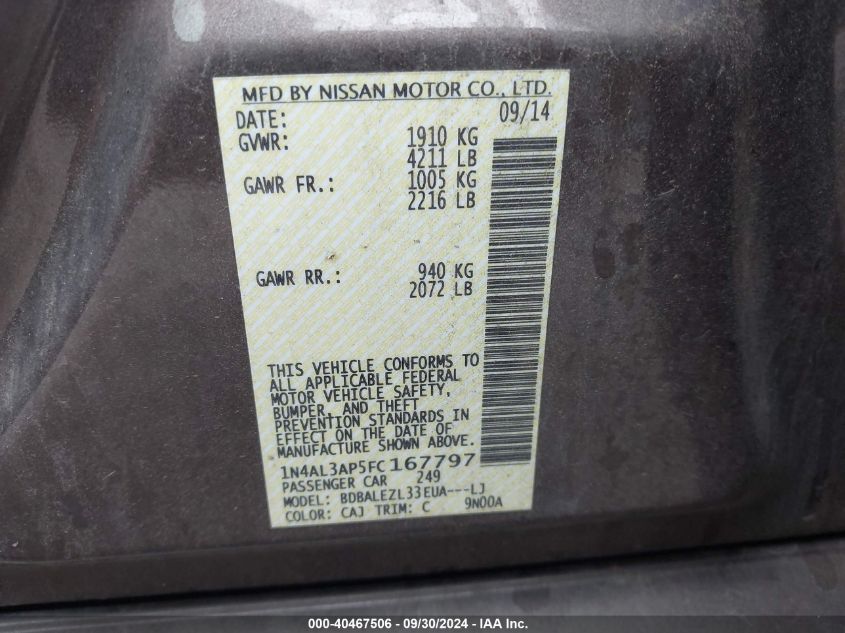 MFD BY NISSAN MOTOR CO., LTD.
DATE: 09/14
GVWR: 1910 KG
4211 LB
GAWR FR.: 1005 KG
2216 LB
GAWR RR.: 940 KG
2072 LB
THIS VEHICLE CONFORMS TO
ALL APPLICABLE FEDERAL
MOTOR VEHICLE SAFETY,
BUMPER, AND THEFT
PREVENTION STANDARDS IN
EFFECT ON THE DATE OF
MANUFACTURE SHOWN ABOVE.
1N4AL3AP5FC167797
PASSENGER CAR 249
MODEL: BDBALEZL33EUA---LJ
COLOR: CAJ TRIM: C 9N00A
000-40467506 - 09/30/2024 - IAA Inc.